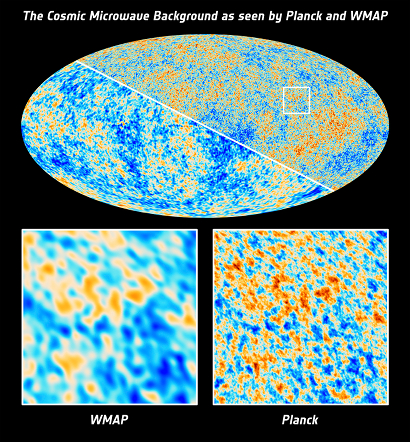 The Cosmic Microwave Background as seen by Planck and WMAP
WMAP
Planck